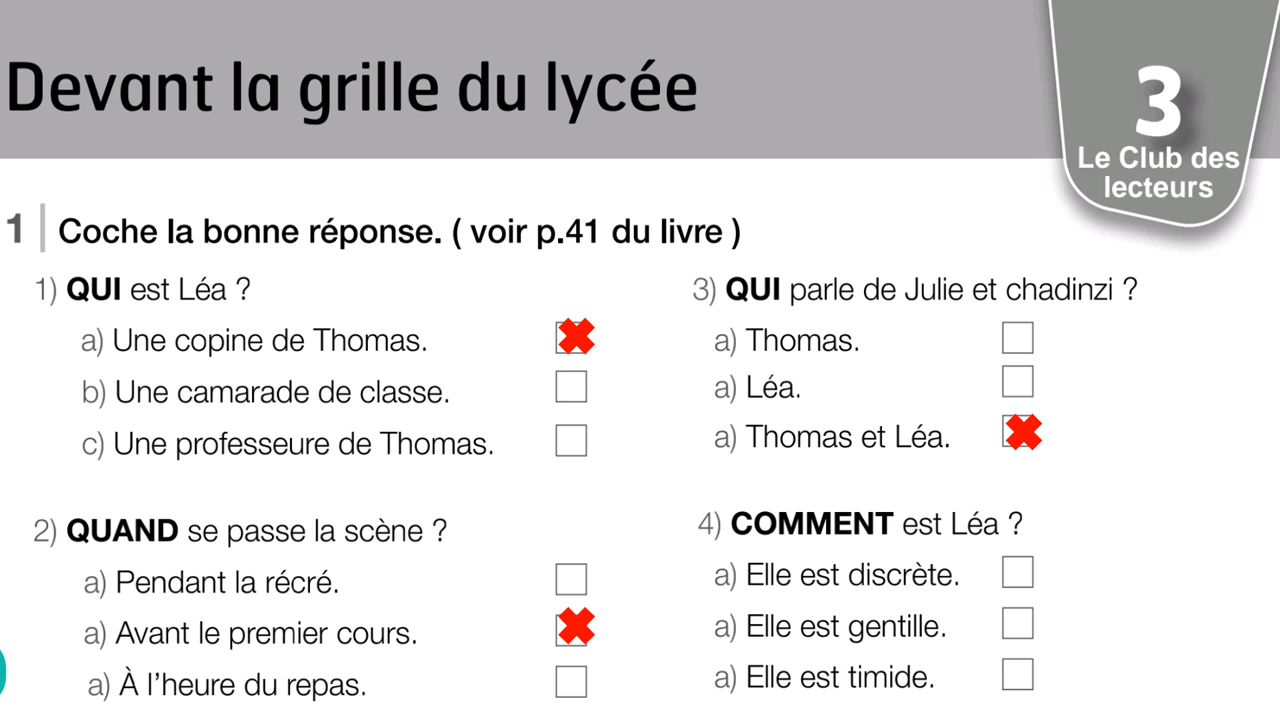 Devant la grille du lycée
3
Le Club des
lecteurs
1 Coche la bonne réponse. ( voir p.41 du livre )
1) QUI est Léa ?
a) Une copine de Thomas.
b) Une camarade de classe.
c) Une professeure de Thomas.
2) QUAND se passe la scène ?
a) Pendant la récré.
a) Avant le premier cours.
a) À l'heure du repas.
3) QUI parle de Julie et chadinzi ?
a) Thomas.
a) Léa.
a) Thomas et Léa.
4) COMMENT est Léa ?
a) Elle est discrète.
a) Elle est gentille.
a) Elle est timide.